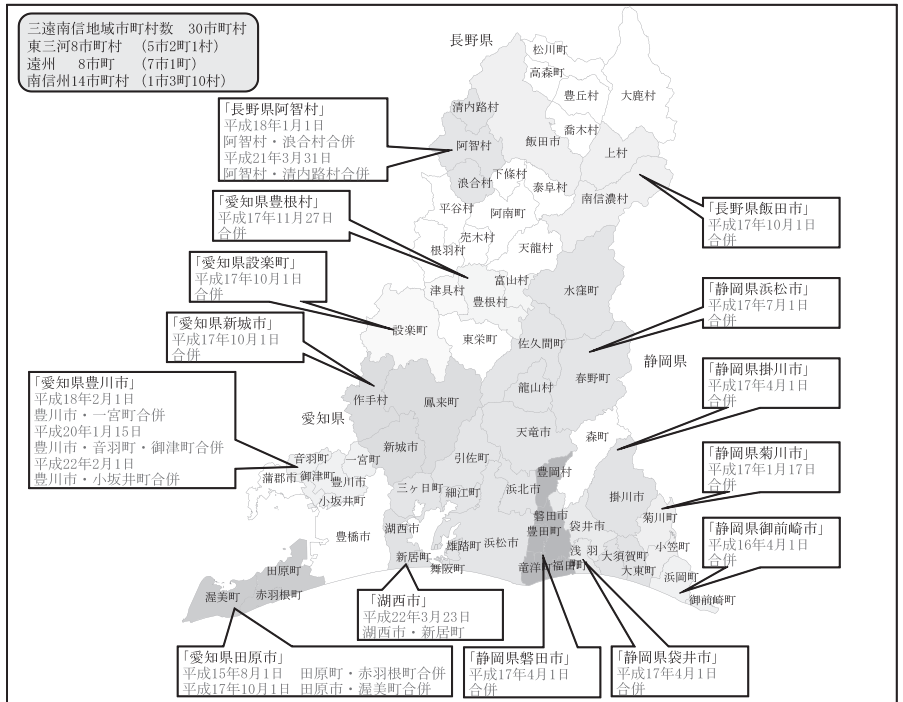 三遠南信地域市町村数　30市町村
東三河8市町村　（5市2町1村）
遠州　　8市町　　（7市1町）
南信州14市町村　（1市3町10村）
「長野県阿智村」
平成18年1月1日
阿智村・浪合村合併
平成21年3月31日
阿智村・清内路村合併
「愛知県豊根村」
平成17年11月27日
合併
「愛知県設楽町」
平成17年10月1日
合併
「愛知県新城市」
平成17年10月1日
合併
「愛知県豊川市」
平成18年2月1日
豊川市・一宮町合併
平成20年1月15日
豊川市・音羽町・御津町合併
平成22年2月1日
豊川市・小坂井町合併
「長野県飯田市」
平成17年10月1日
合併
「静岡県浜松市」
平成17年7月1日
合併
「静岡県掛川市」
平成17年4月1日
合併
「静岡県菊川市」
平成17年1月17日
合併
「静岡県御前崎市」
平成16年4月1日
合併
「湖西市」
平成22年3月23日
湖西市・新居町
「愛知県田原市」
平成15年8月1日　田原町・赤羽根町合併
平成17年10月1日　田原市・渥美町合併
「静岡県磐田市」
平成17年4月1日
合併
「静岡県袋井市」
平成17年4月1日
合併
長野県
松川町
高森町
豊丘村
大鹿村
清内路村
喬木村
飯田市
阿智村
上村
浪合村
下條村
泰阜村
南信濃村
平谷村
阿南町
売木村
根羽村
天龍村
富山村
津具村
豊根村
水窪町
設楽町
東栄町
佐久間町
静岡県
春野町
龍山村
作手村
鳳来町
愛知県
天竜市
森町
新城市
引佐町
音羽町
一宮町
豊岡村
蒲郡市
御津町
豊川市
三ヶ日町
細江町
浜北市
掛川市
小坂井町
磐田市
菊川町
豊橋市
湖西市
豊田町
袋井市
雄踏町
浜松市
浅羽町
大須賀町
小笠町
新居町
舞阪町
竜洋町
福田町
大東町
浜岡町
田原町
御前崎町
渥美町
赤羽根町